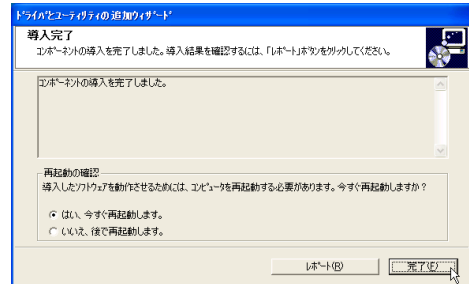 ﾄﾞﾗｲﾊﾞとユーティリティの追加ウィザード
導入完了
コンポーネントの導入を完了しました。導入結果を確認するには、「レポート」ボタンをクリックしてください。
コンポーネントの導入を完了しました。
再起動の確認
導入したソフトウェアを動作させるためには、コンピュータを再起動する必要があります。今すぐ再起動しますか？
はい、今すぐ再起動します。
いいえ、後で再起動します。
レポート(R)
完了(F)